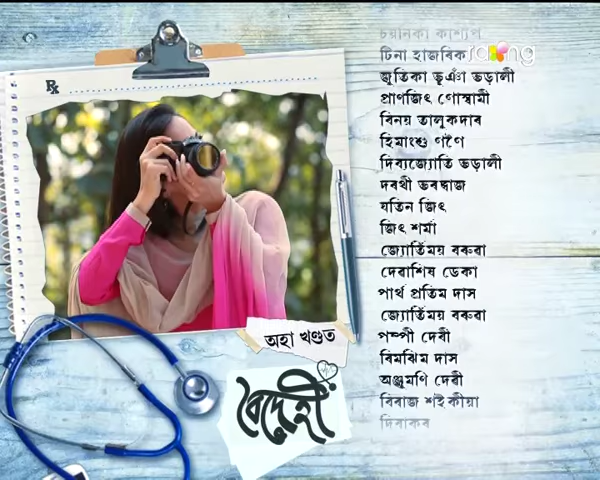 চয়নিকা কাশ্যপ
টিনা হাজৰিকা
rang
জুতিকা ভূঞা ভড়ালী
প্ৰাণজিৎ গোস্বামী
বিনয় তালুকদাৰ
হিমাংশু গগৈ
দিব্যজ্যোতি ভড়ালী
দৰথী ভৰদ্বাজ
যতিন জিৎ
জিৎ শৰ্মা
জ্যোৰ্তিময় বৰুৱা
দেৱাশিষ ডেকা
পাৰ্থ প্ৰতিম দাস
জ্যোৰ্তিময় বৰুৱা
পম্পী দেবী
ৰিমঝিম দাস
অঞ্জুমণি দেৱী
বিৰাজ শইকীয়া
দিবাকৰ
অহা খণ্ডত
বৈদেহী